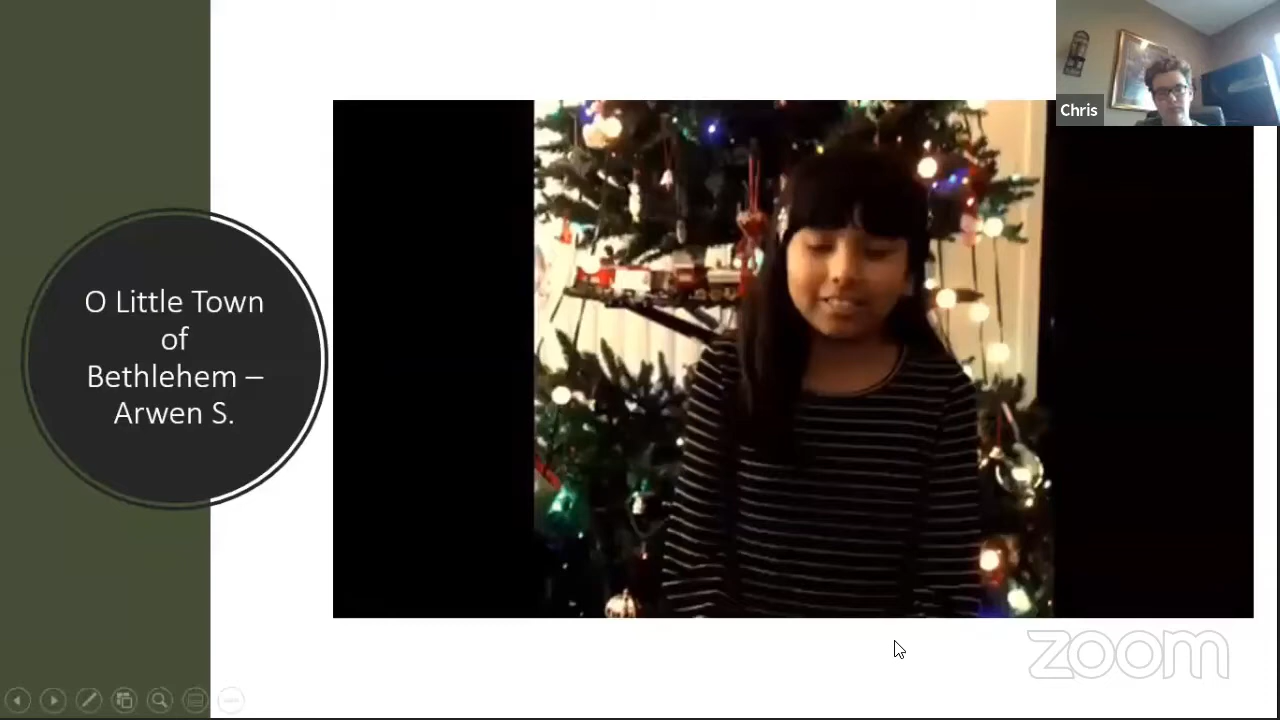 O Little Town
of
Bethlehem –
Arwen S.
Chris
zoom